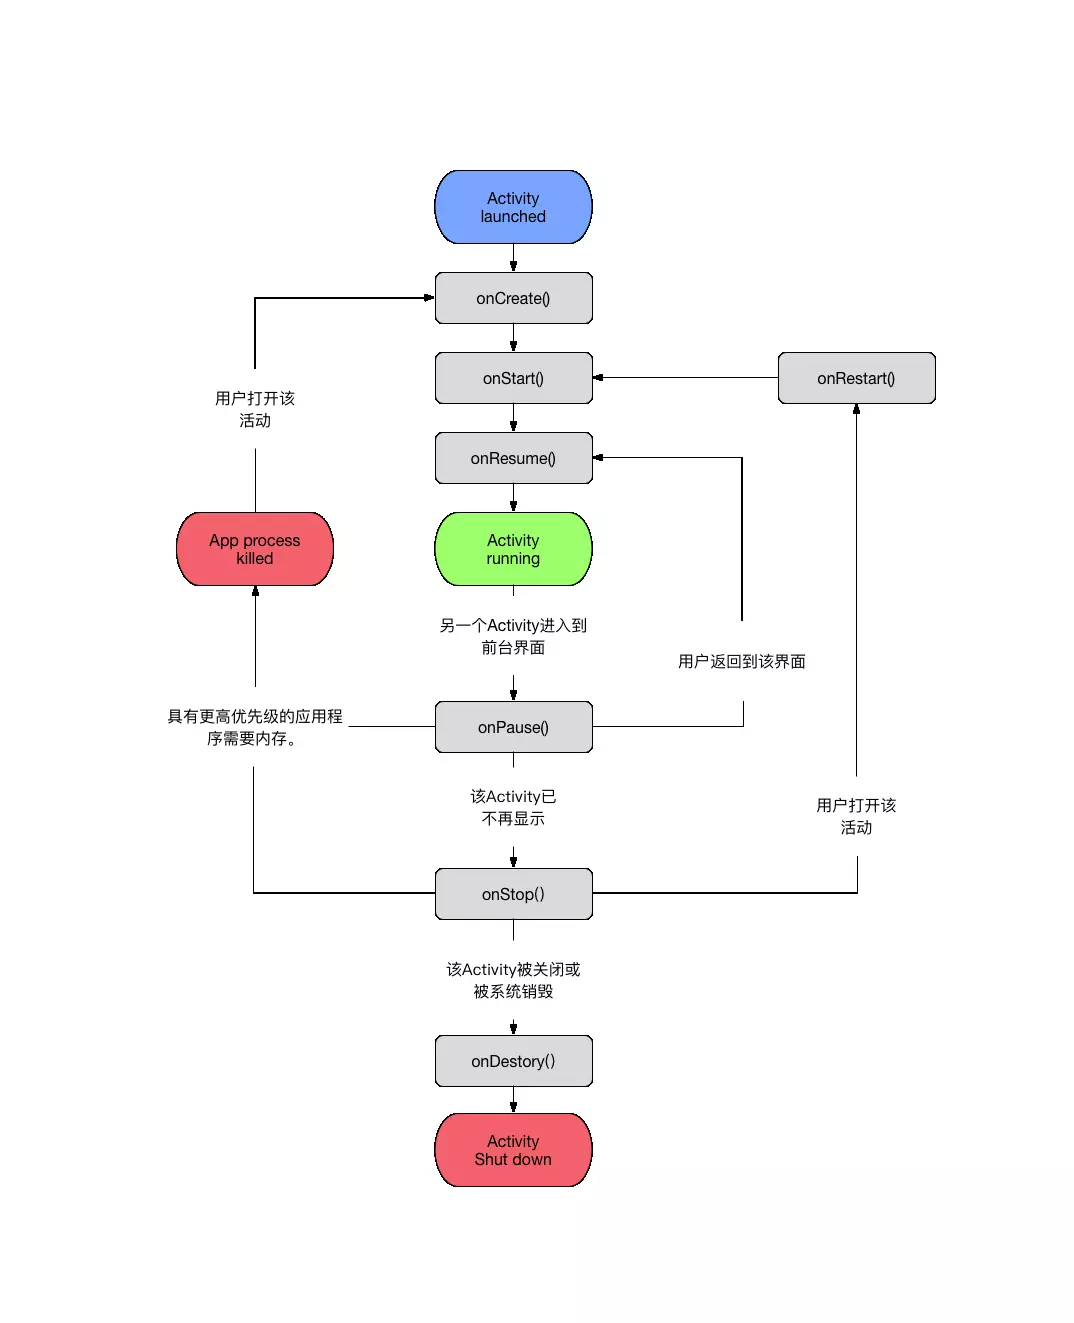 Activity
launched
onCreate()
onStart()
onRestart()
用户打开该
活动
onResume()
App process
killed
Activity
running
另一个Activity进入到
前台界面
用户返回到该界面
具有更高优先级的应用程
序需要内存。
onPause()
该Activity已
不再显示
用户打开该
活动
onStop()
该Activity被关闭或
被系统销毁
onDestory()
Activity
Shut down